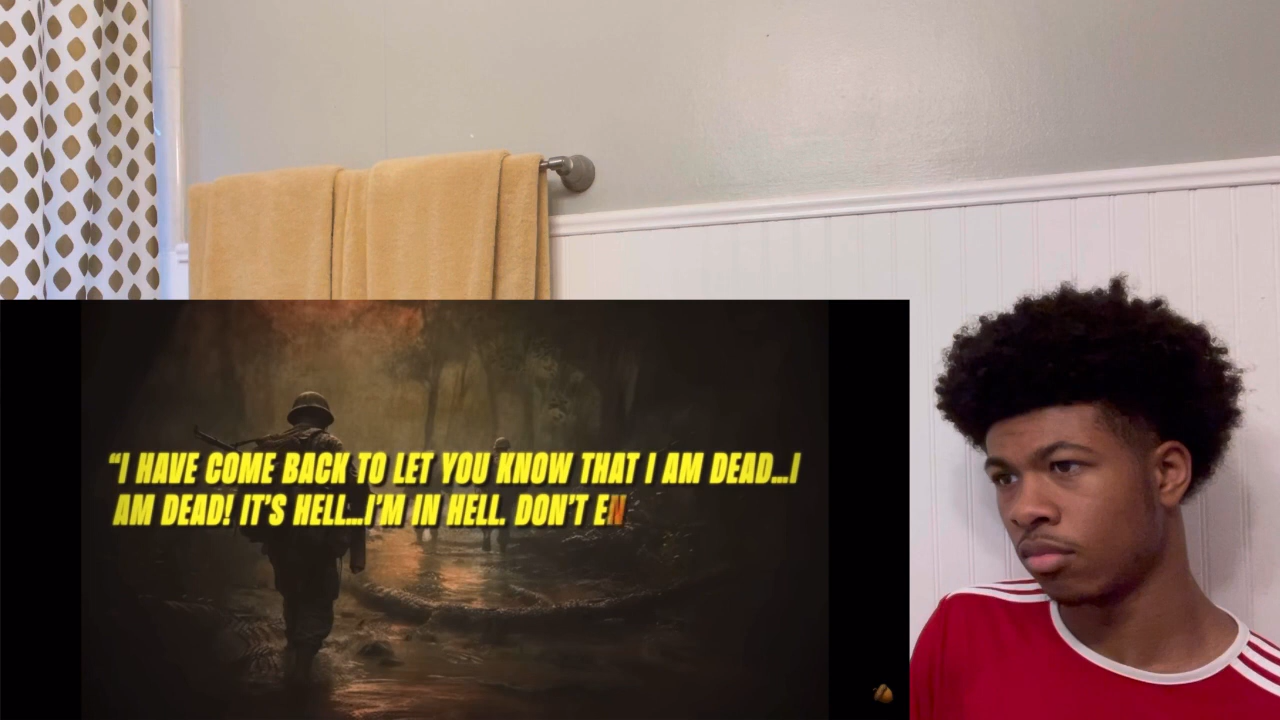 “I HAVE COME BACK TO LET YOU KNOW THAT I AM DEAD...I
AM DEAD! IT'S HELL...I'M IN HELL. DON'T EN